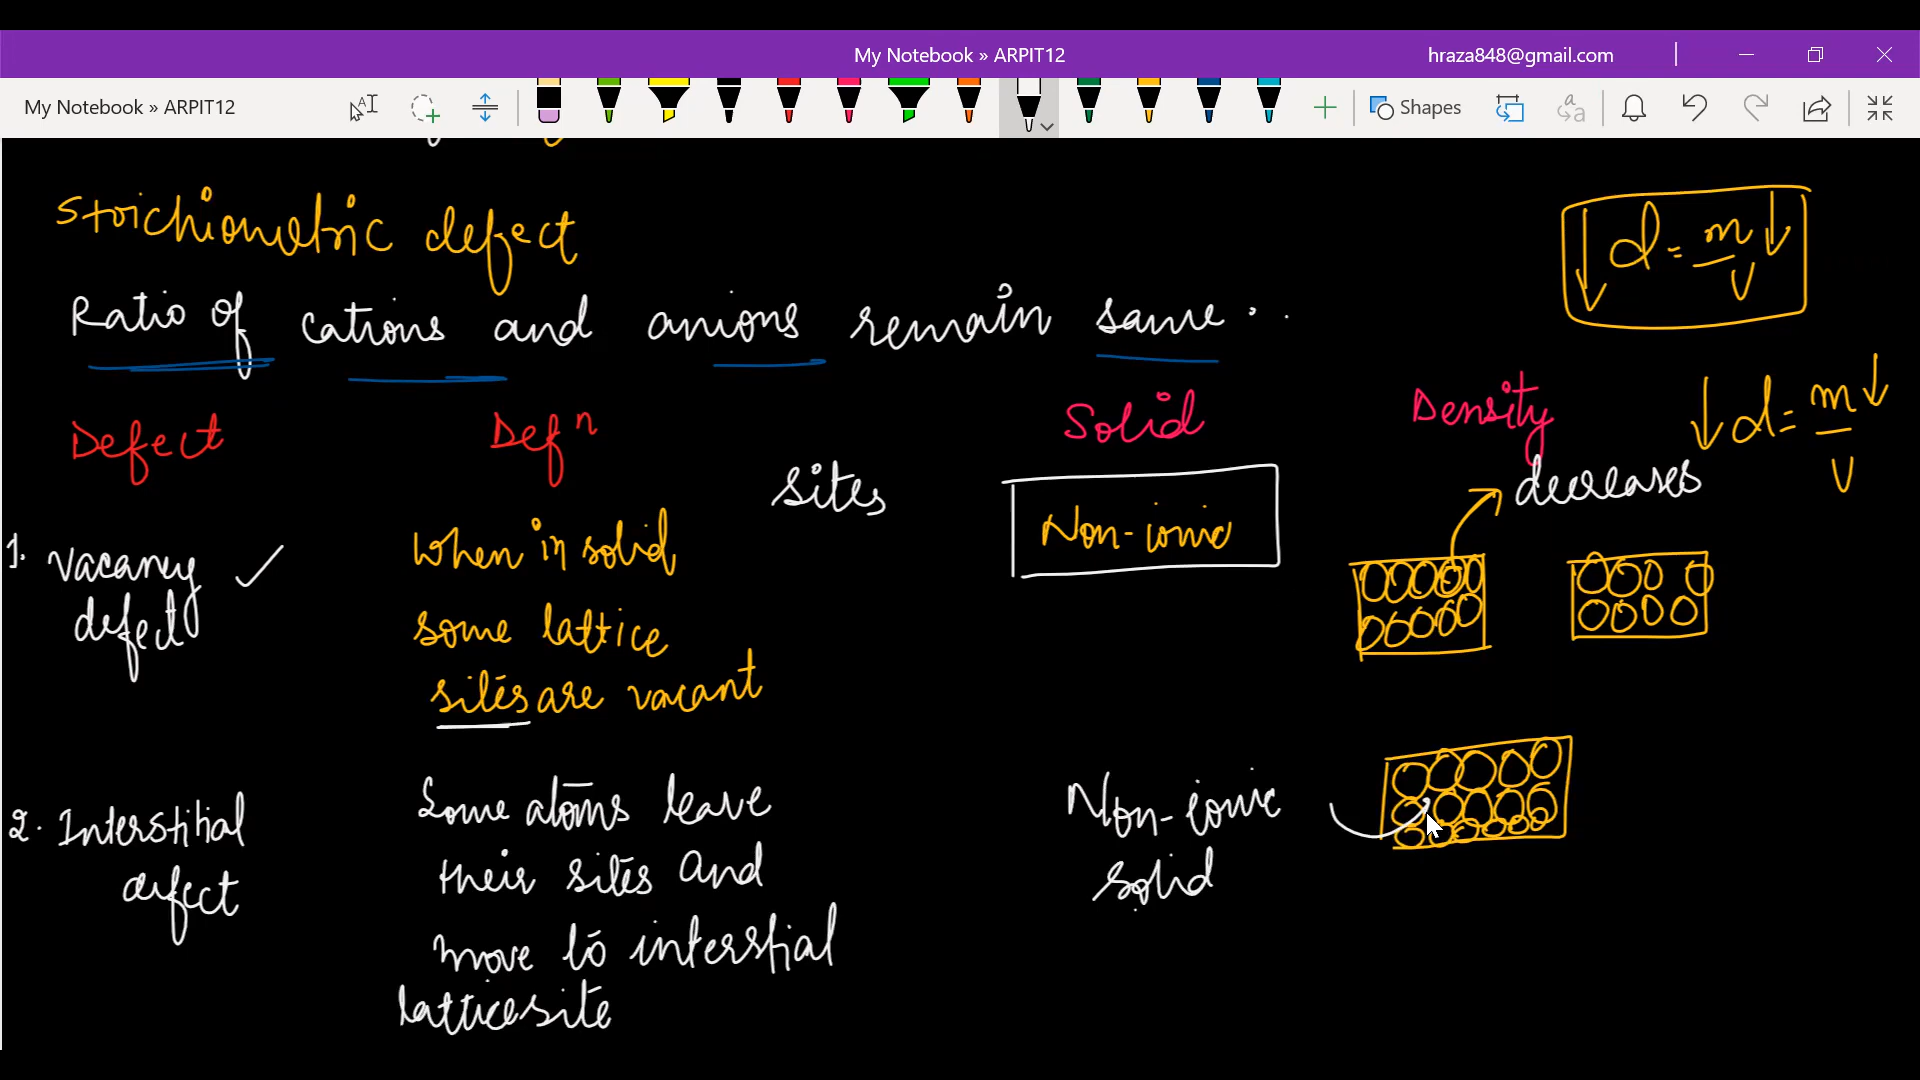 My Notebook » ARPIT12
hraza848@gmail.com
My Notebook » ARPIT12
Shapes
Stoichiometric defect
↓ d = m/v ↓
Ratio of cations and anions remain same ..
Defect
Defⁿ
Solid
Density
↓ d = m/v ↓
sites
decreases
1. Vacancy defect ✓
When in solid
some lattice
sites are vacant
Non-ionic
2. Interstitial
defect
Some atoms leave
their sites and
move to interstial
lattice site
Non-ionic
solid